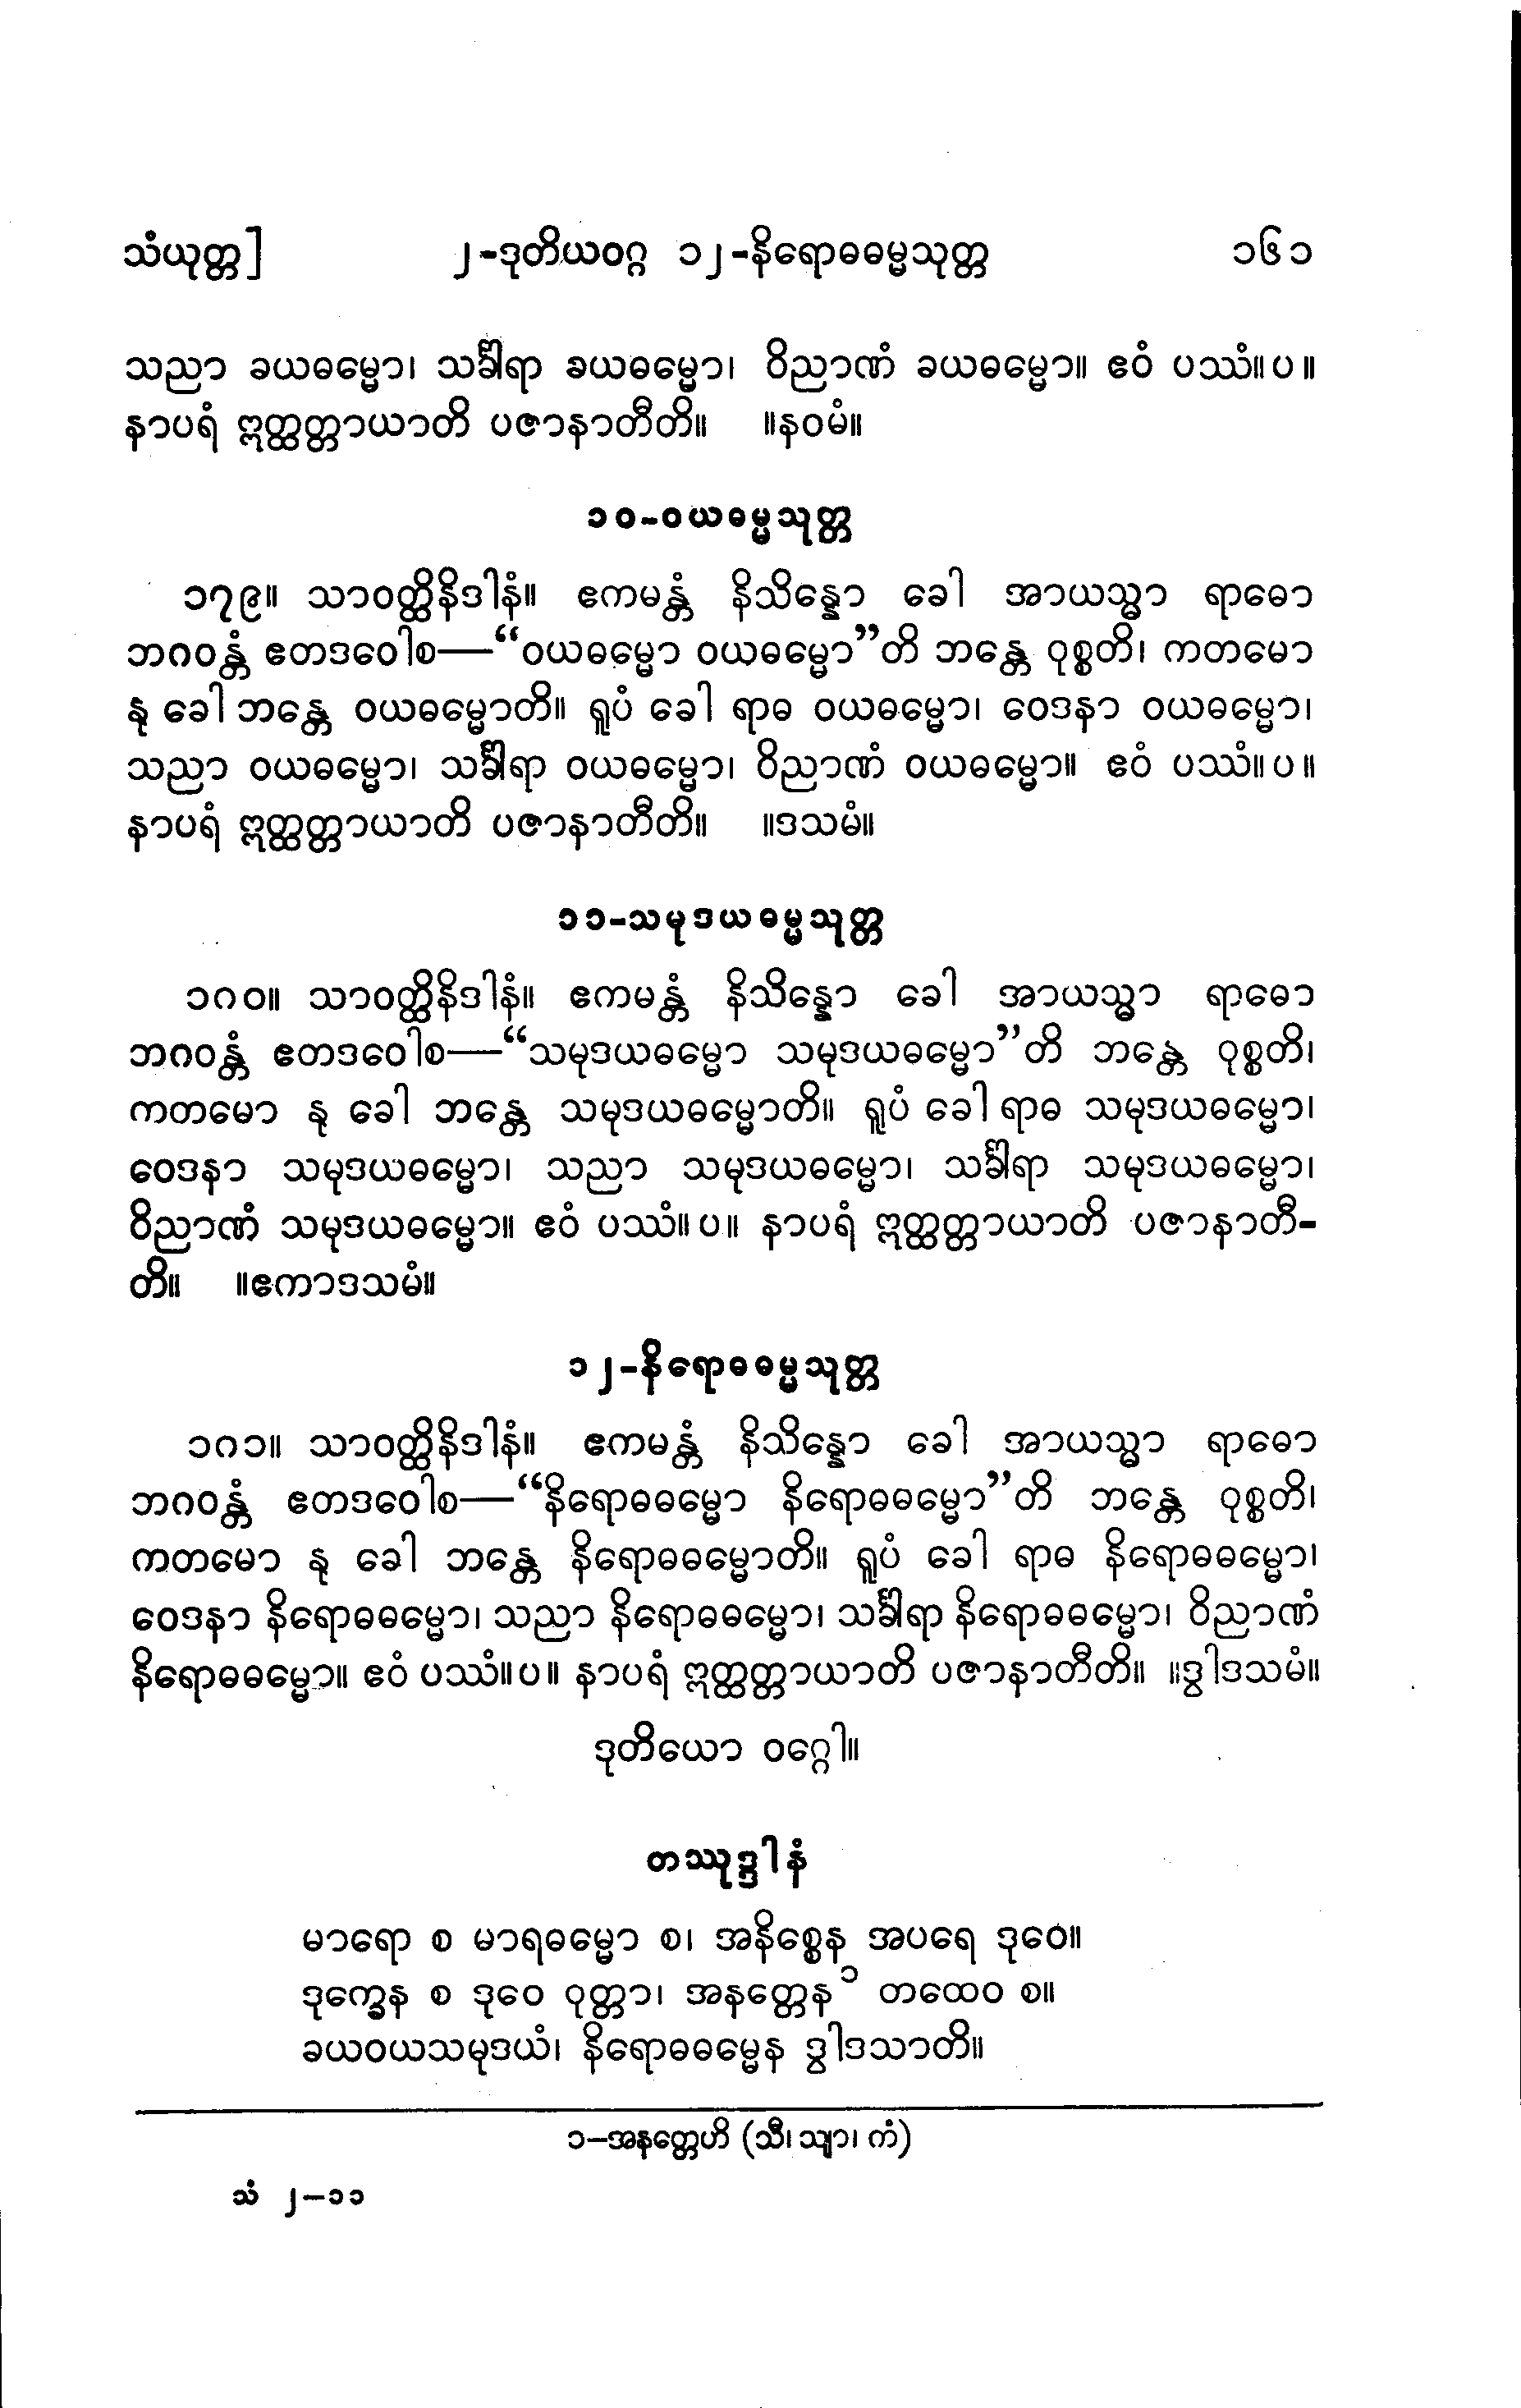 သံယုတ္တ] ၂-ဒုတိယဝဂ္ဂ ၁၂-နိရောဓဓမ္မသုတ္တ ၁၆၁
သညာ ခယဓမ္မော၊ သင်္ခါရာ ခယဓမ္မော၊ ဝိညာဏံ ခယဓမ္မော။ ဧဝံ ပဿံ။ ပ။
နာပရံ ဣတ္ထတ္တာယာတိ ပဇာနာတီတိ။ ။နဝမံ။
၁၀-ဝယဓမ္မသုတ္တ
၁၇၉။ သာဝတ္ထိနိဒါနံ။ ဧကမန္တံ နိသိန္နော ခေါ အာယသ္မာ ရာဓော
ဘဂဝန္တံ ဧတဒဝေါစ—“ဝယဓမ္မော ဝယဓမ္မော”တိ ဘန္တေ ဝုစ္စတိ၊ ကတမော
နု ခေါ ဘန္တေ ဝယဓမ္မောတိ။ ရူပံ ခေါ ရာဓ ဝယဓမ္မော၊ ဝေဒနာ ဝယဓမ္မော၊
သညာ ဝယဓမ္မော၊ သင်္ခါရာ ဝယဓမ္မော၊ ဝိညာဏံ ဝယဓမ္မော။ ဧဝံ ပဿံ။ ပ။
နာပရံ ဣတ္ထတ္တာယာတိ ပဇာနာတီတိ။ ။ဒသမံ။
၁၁-သမုဒယဓမ္မသုတ္တ
၁၈၀။ သာဝတ္ထိနိဒါနံ။ ဧကမန္တံ နိသိန္နော ခေါ အာယသ္မာ ရာဓော
ဘဂဝန္တံ ဧတဒဝေါစ—“သမုဒယဓမ္မော သမုဒယဓမ္မော”တိ ဘန္တေ ဝုစ္စတိ၊
ကတမော နု ခေါ ဘန္တေ သမုဒယဓမ္မောတိ။ ရူပံ ခေါ ရာဓ သမုဒယဓမ္မော၊
ဝေဒနာ သမုဒယဓမ္မော၊ သညာ သမုဒယဓမ္မော၊ သင်္ခါရာ သမုဒယဓမ္မော၊
ဝိညာဏံ သမုဒယဓမ္မော။ ဧဝံ ပဿံ။ ပ။ နာပရံ ဣတ္ထတ္တာယာတိ ပဇာနာတီ-
တိ။ ။ဧကာဒသမံ။
၁၂-နိရောဓဓမ္မသုတ္တ
၁၈၁။ သာဝတ္ထိနိဒါနံ။ ဧကမန္တံ နိသိန္နော ခေါ အာယသ္မာ ရာဓော
ဘဂဝန္တံ ဧတဒဝေါစ—“နိရောဓဓမ္မော နိရောဓဓမ္မော”တိ ဘန္တေ ဝုစ္စတိ၊
ကတမော နု ခေါ ဘန္တေ နိရောဓဓမ္မောတိ။ ရူပံ ခေါ ရာဓ နိရောဓဓမ္မော၊
ဝေဒနာ နိရောဓဓမ္မော၊ သညာ နိရောဓဓမ္မော၊ သင်္ခါရာ နိရောဓဓမ္မော၊ ဝိညာဏံ
နိရောဓဓမ္မော။ ဧဝံ ပဿံ။ပ။ နာပရံ ဣတ္ထတ္တာယာတိ ပဇာနာတီတိ။ ။ဒွါဒသမံ။
ဒုတိယော ဝဂ္ဂေါ။
တဿုဒ္ဒါနံ
မာရော စ မာရဓမ္မော စ၊ အနိစ္စေန အပရေ ဒုဝေ။
ဒုက္ခေန စ ဒုဝေ ဝုတ္တာ၊ အနတ္တေန ၁ တထေဝ စ။
ခယဝယသမုဒယံ၊ နိရောဓဓမ္မေန ဒွါဒသာတိ။
၁—အနတ္တေဟိ (သီ၊ သျာ၊ ကံ)
သံ ၂—၁၁